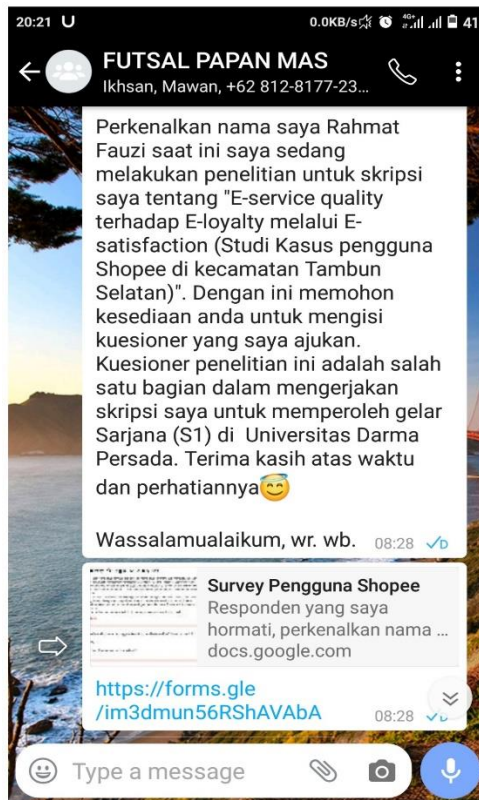 20:21 U 0.0KB/s 4G+ 41
FUTSAL PAPAN MAS
Ikhsan, Mawan, +62 812-8177-23...
Perkenalkan nama saya Rahmat
Fauzi saat ini saya sedang
melakukan penelitian untuk skripsi
saya tentang "E-service quality
terhadap E-loyalty melalui E-
satisfaction (Studi Kasus pengguna
Shopee di kecamatan Tambun
Selatan)". Dengan ini memohon
kesediaan anda untuk mengisi
kuesioner yang saya ajukan.
Kuesioner penelitian ini adalah salah
satu bagian dalam mengerjakan
skripsi saya untuk memperoleh gelar
Sarjana (S1) di Universitas Darma
Persada. Terima kasih atas waktu
dan perhatiannya😇
Wassalamualaikum, wr. wb. 08:28
Survey Pengguna Shopee
Responden yang saya
hormati, perkenalkan nama ...
docs.google.com
https://forms.gle
/im3dmun56RShAVAbA 08:28
Type a message